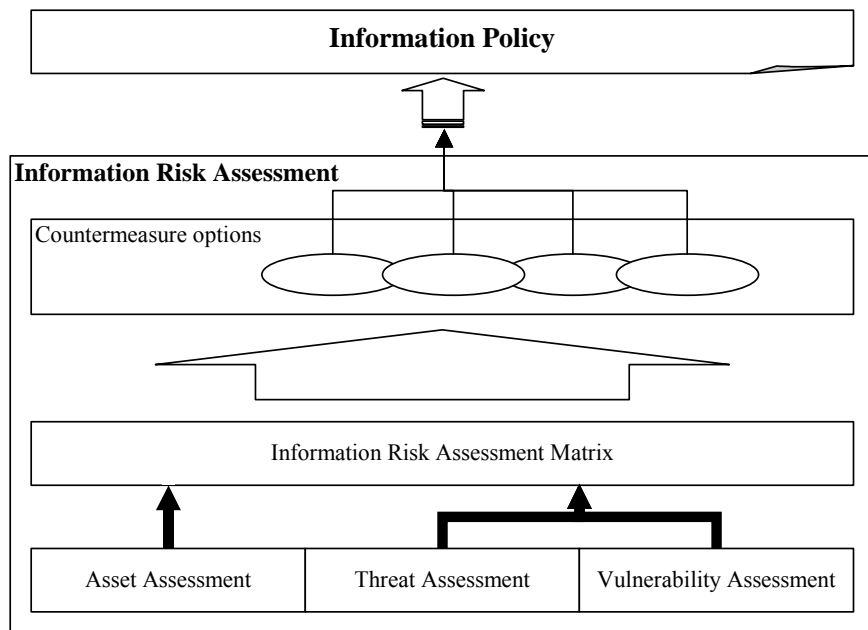 Information Policy
Information Risk Assessment
Countermeasure options
Information Risk Assessment Matrix
Asset Assessment
Threat Assessment
Vulnerability Assessment